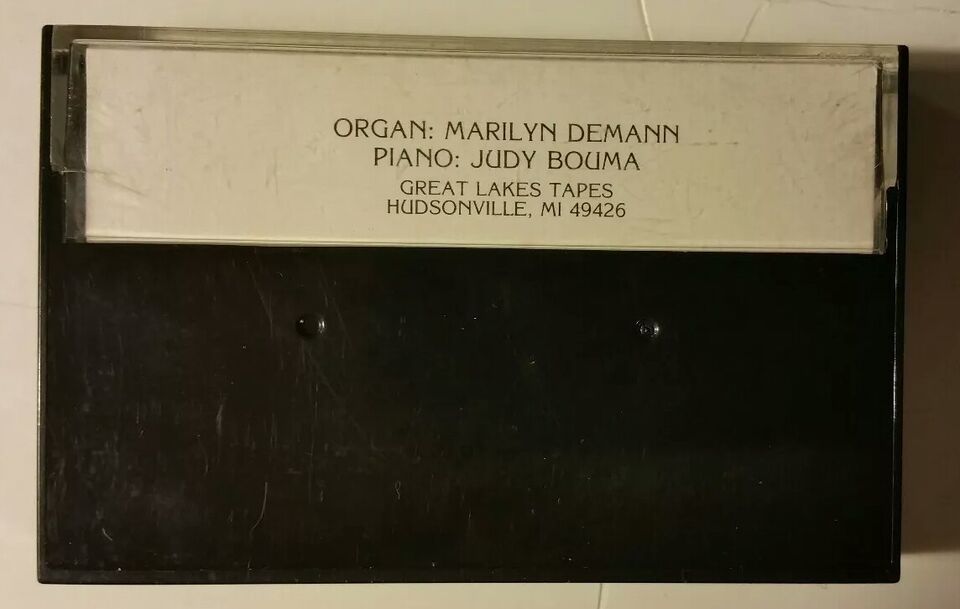 ORGAN: MARILYN DEMANN
PIANO: JUDY BOUMA
GREAT LAKES TAPES
HUDSONVILLE, MI 49426